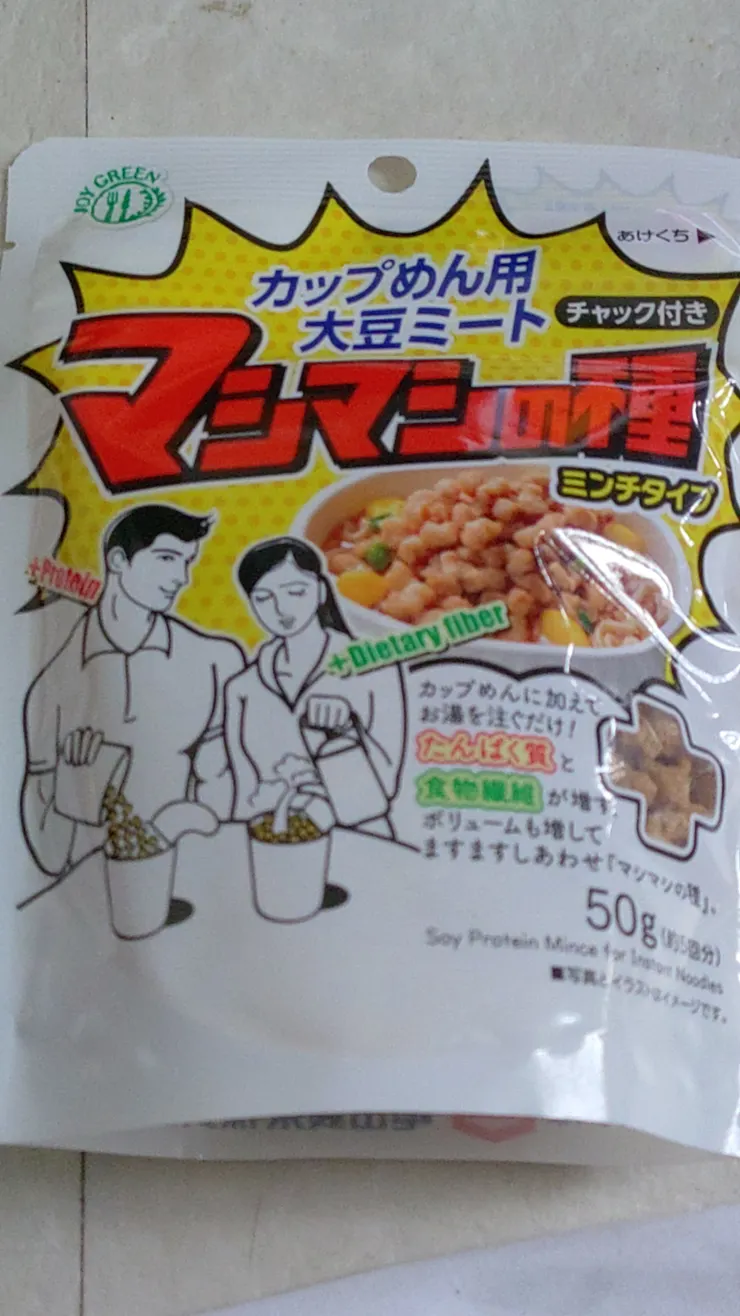 JOY GREEN
あけくち
カップめん用
大豆ミート
チャック付き
マシマシの種
ミンチタイプ
+Protein
+Dietary fiber
カップめんに加えて
お湯を注ぐだけ!
たんぱく質と
食物繊維が増す
ボリュームも増して
ますますしあわせ「マシマシの種」。
50g(約5回分)
Soy Protein Mince for Instant Noodles
■写真とイラストはイメージです。